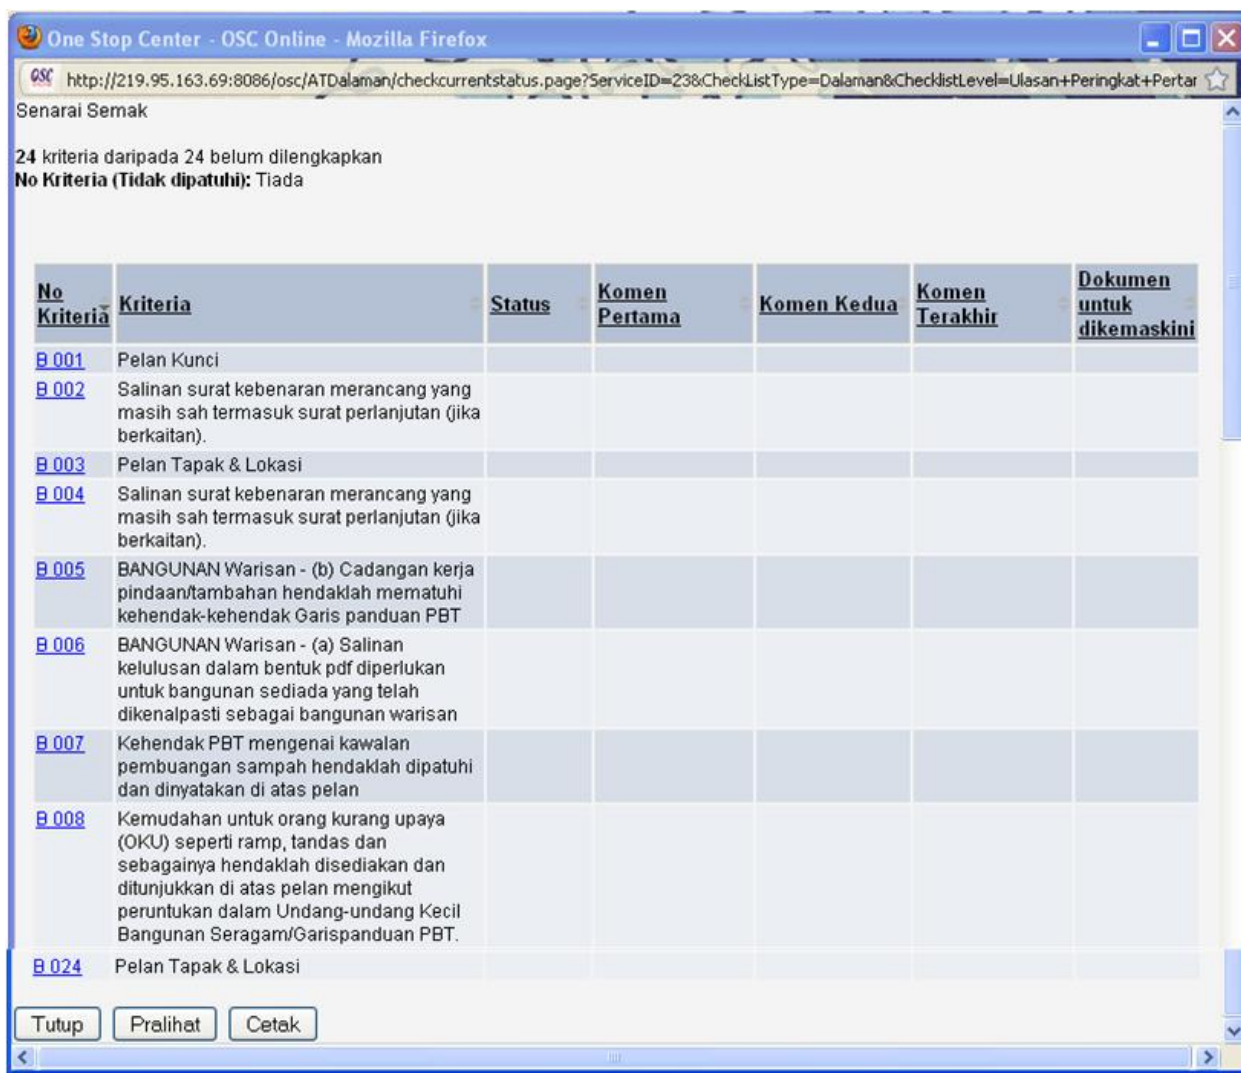 One Stop Center - OSC Online - Mozilla Firefox
OSC http://219.95.163.69:8086/osc/ATDalaman/checkcurrentstatus.page?ServiceID=23&CheckListType=Dalaman&ChecklistLevel=Ulasan+Peringkat+Pertar
Senarai Semak
24 kriteria daripada 24 belum dilengkapkan
No Kriteria (Tidak dipatuhi): Tiada
No Kriteria
Kriteria
Status
Komen Pertama
Komen Kedua
Komen Terakhir
Dokumen untuk dikemaskini
B 001 Pelan Kunci
B 002 Salinan surat kebenaran merancang yang
masih sah termasuk surat perlanjutan (jika
berkaitan).
B 003 Pelan Tapak & Lokasi
B 004 Salinan surat kebenaran merancang yang
masih sah termasuk surat perlanjutan (jika
berkaitan).
B 005 BANGUNAN Warisan - (b) Cadangan kerja
pindaan/tambahan hendaklah mematuhi
kehendak-kehendak Garis panduan PBT
B 006 BANGUNAN Warisan - (a) Salinan
kelulusan dalam bentuk pdf diperlukan
untuk bangunan sediada yang telah
dikenalpasti sebagai bangunan warisan
B 007 Kehendak PBT mengenai kawalan
pembuangan sampah hendaklah dipatuhi
dan dinyatakan di atas pelan
B 008 Kemudahan untuk orang kurang upaya
(OKU) seperti ramp, tandas dan
sebagainya hendaklah disediakan dan
ditunjukkan di atas pelan mengikut
peruntukan dalam Undang-undang Kecil
Bangunan Seragam/Garispanduan PBT.
B 024 Pelan Tapak & Lokasi
Tutup Pralihat Cetak